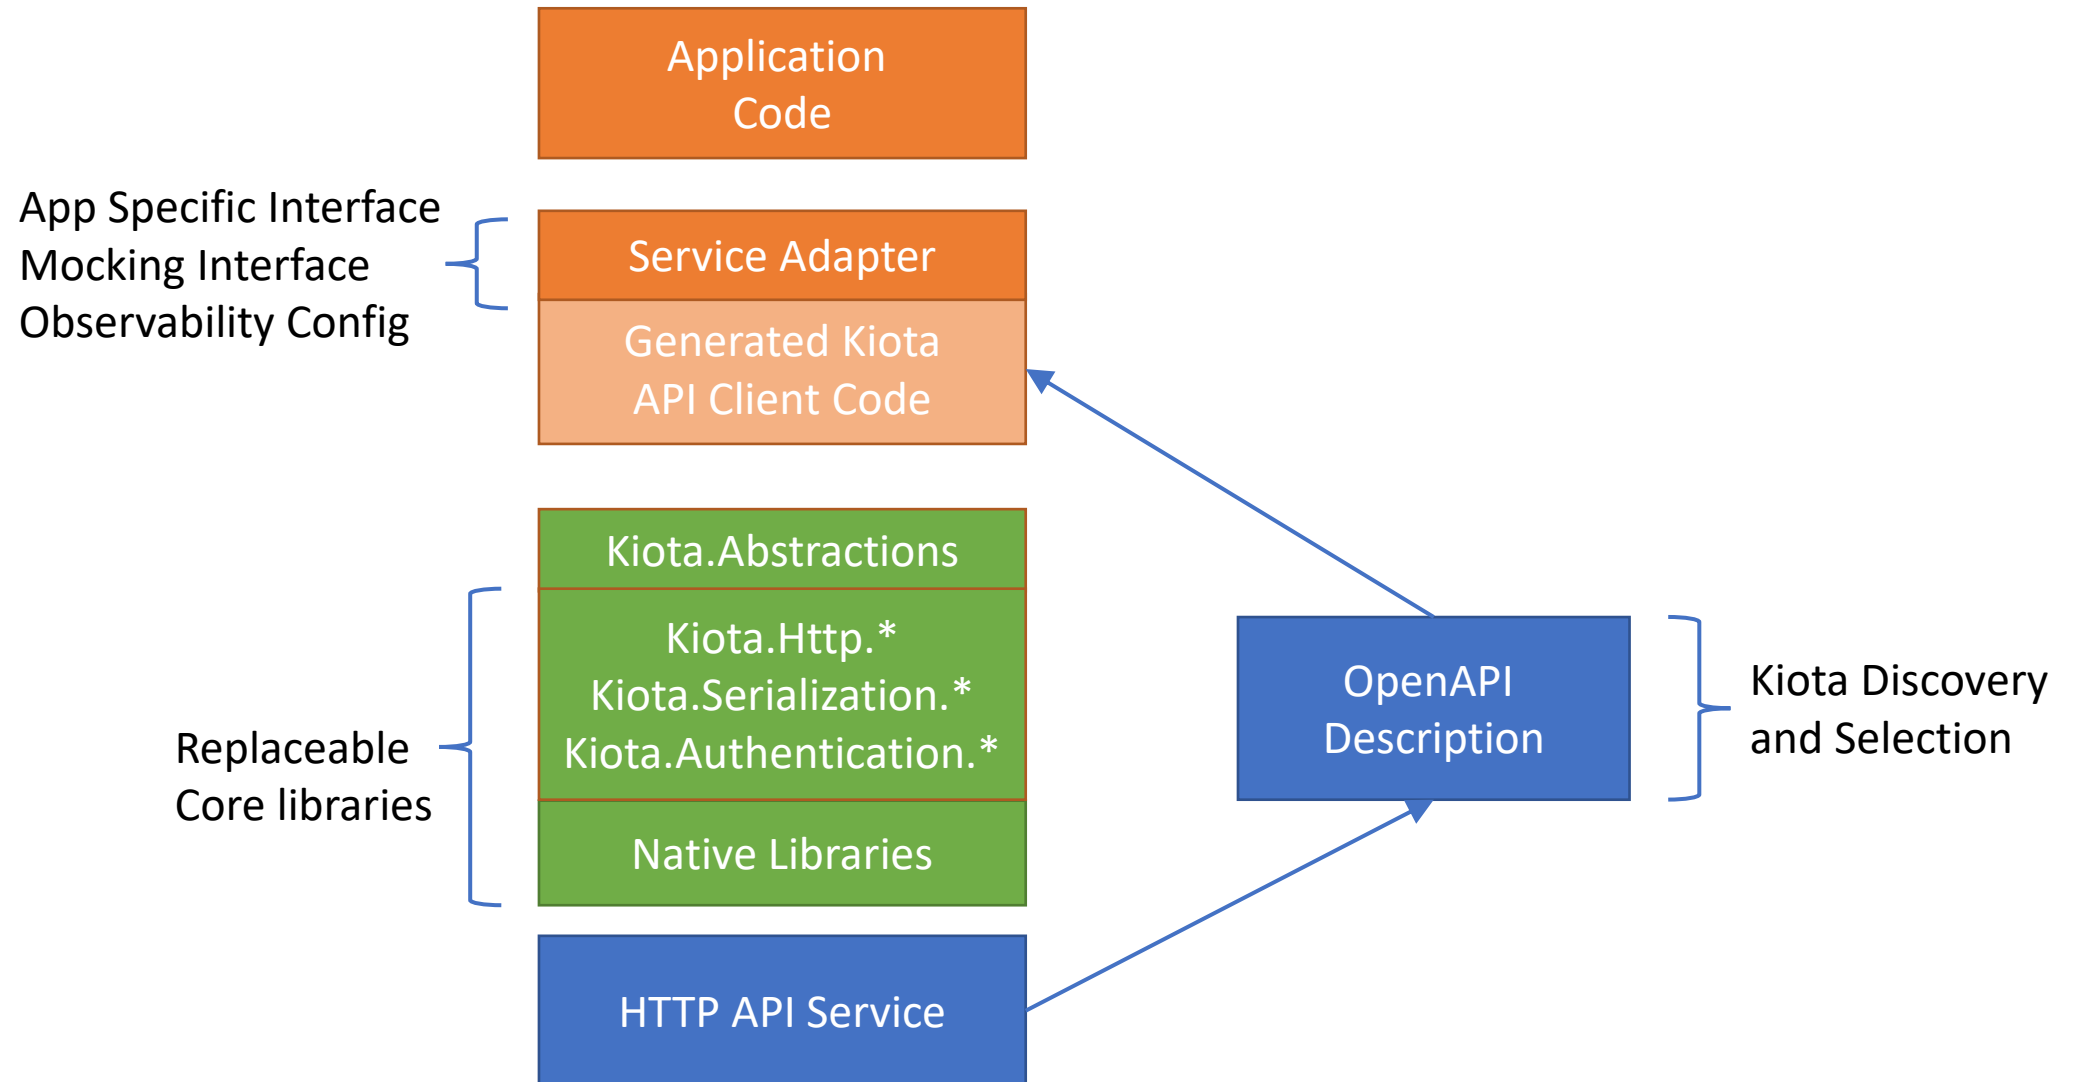 Application
Code
App Specific Interface
Mocking Interface
Observability Config
Service Adapter
Generated Kiota
API Client Code
Kiota.Abstractions
Kiota.Http.*
Kiota.Serialization.*
Kiota.Authentication.*
Replaceable
Core libraries
Native Libraries
OpenAPI
Description
Kiota Discovery
and Selection
HTTP API Service